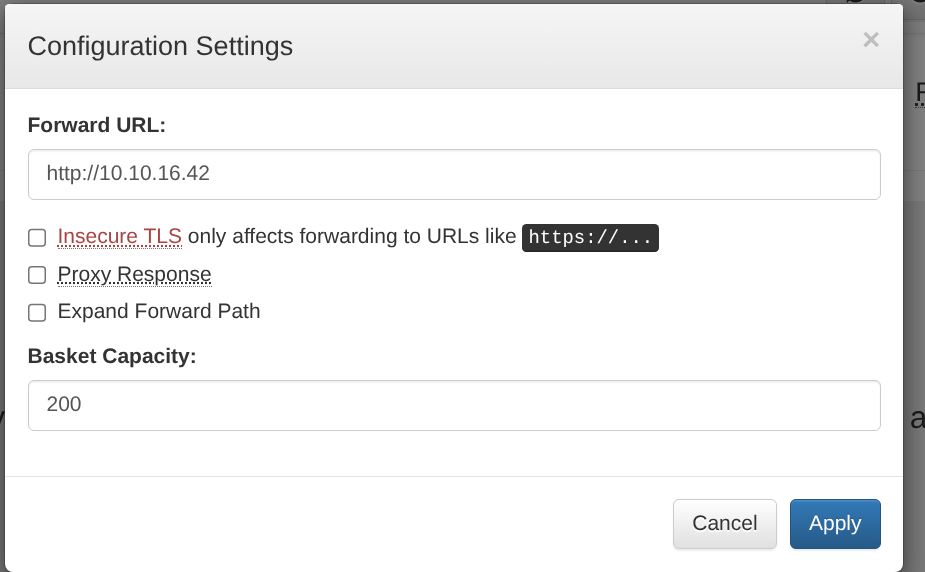 Configuration Settings
×
Forward URL:
http://10.10.16.42
Insecure TLS only affects forwarding to URLs like https://...
Proxy Response
Expand Forward Path
Basket Capacity:
200
Cancel Apply